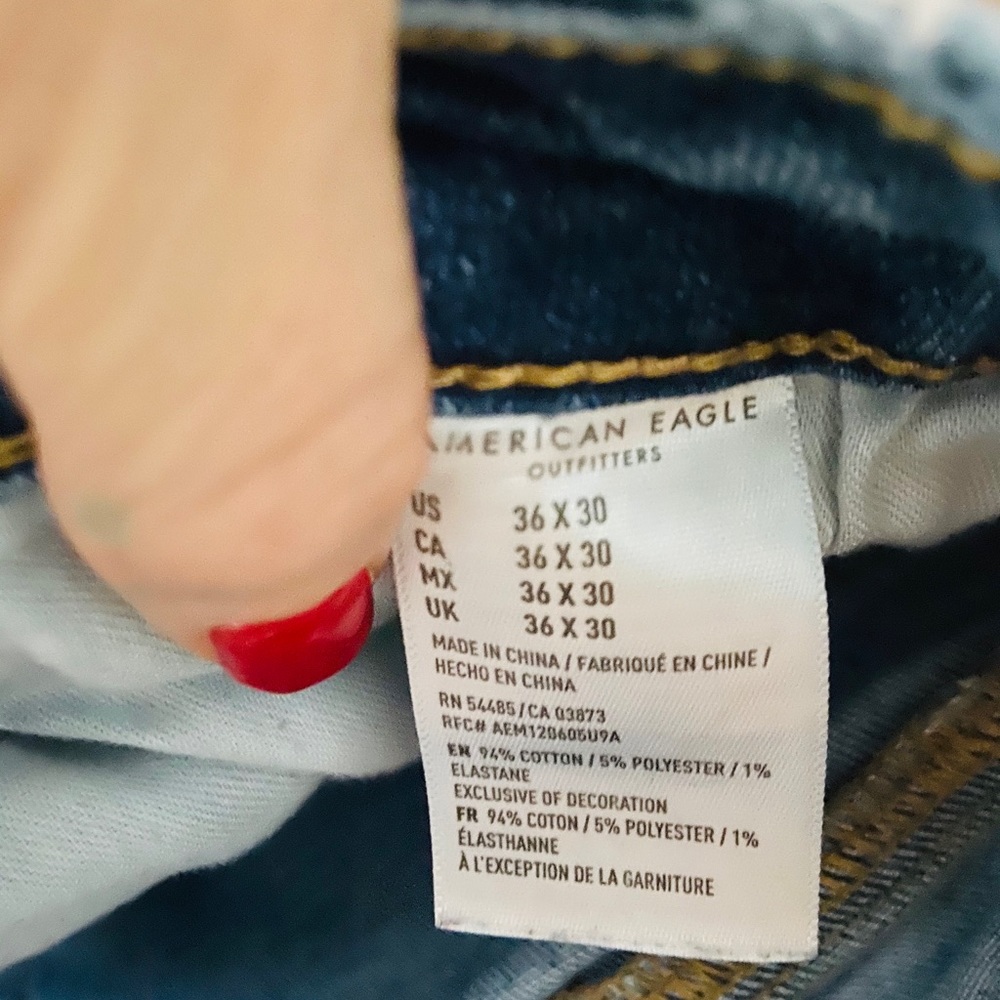 AMERICAN EAGLE
OUTFITTERS
US 36 X 30
CA 36 X 30
MX 36 X 30
UK 36 X 30
MADE IN CHINA / FABRIQUÉ EN CHINE /
HECHO EN CHINA
RN 54485 / CA 03873
RFC# AEM120605U9A
EN 94% COTTON / 5% POLYESTER / 1%
ELASTANE
EXCLUSIVE OF DECORATION
FR 94% COTON / 5% POLYESTER / 1%
ÉLASTHANNE
À L'EXCEPTION DE LA GARNITURE